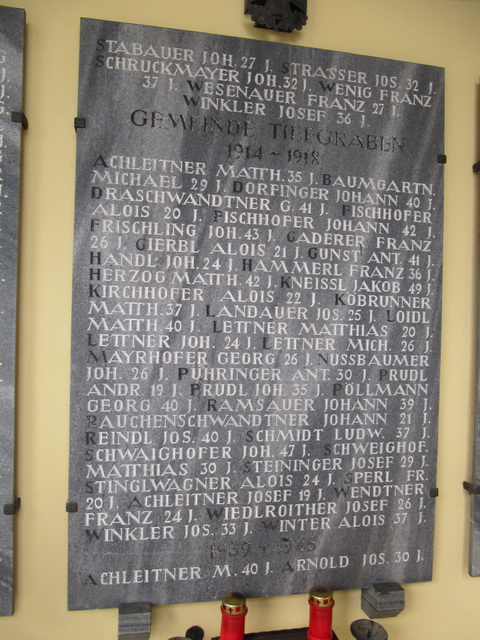 STABAUER JOH. 27 J. STRASSER JOS. 32 J.
SCHRUCKMAYER JOH. 32 J. WENIG FRANZ
37 J. WESENAUER FRANZ 27 J.
WINKLER JOSEF 36 J.
GEMEINDE TIEFGRABEN
1914 - 1918
ACHLEITNER MATTH. 35 J. BAUMGARTN.
MICHAEL 29 J. DORFINGER JOHANN 40 J.
DRASCHWANDTNER G. 41 J. FISCHHOFER
ALOIS 20 J. FISCHHOFER JOHANN 42 J.
FRISCHLING JOH. 43 J. GADERER FRANZ
26 J. GIERBL ALOIS 21 J. GUNST ANT. 41 J.
HANDL JOH. 24 J. HAMMERL FRANZ 36 J.
HERZOG MATTH. 42 J. KNEISSL JAKOB 49 J.
KIRCHHOFER ALOIS 22 J. KOBRUNNER
MATTH. 37 J. LANDAUER JOS. 25 J. LOIDL
MATTH. 40 J. LETTNER MATTHIAS 20 J.
LETTNER JOH. 24 J. LETTNER MICH. 26 J.
MAYRHOFER GEORG 26 J. NUSSBAUMER
JOH. 26 J. PÜHRINGER ANT. 30 J. PRUDL
ANDR. 19 J. PRUDL JOH. 35 J. PÖLLMANN
GEORG 40 J. RAMSAUER JOHANN 39 J.
RAUCHENSCHWANDTNER JOHANN 21 J.
REINDL JOS. 40 J. SCHMIDT LUDW. 37 J.
SCHWAIGHOFER JOH. 47 J. SCHWEIGHOF.
MATTHIAS 30 J. STEININGER JOSEF 29 J.
STINGLWAGNER ALOIS 24 J. SPERL FR.
20 J. ACHLEITNER JOSEF 19 J. WENDTNER
FRANZ 24 J. WIEDLROITHER JOSEF 26 J.
WINKLER JOS. 33 J. WINTER ALOIS 37 J.
1939 - 1945
ACHLEITNER M. 40 J. ARNOLD JOS. 30 J.